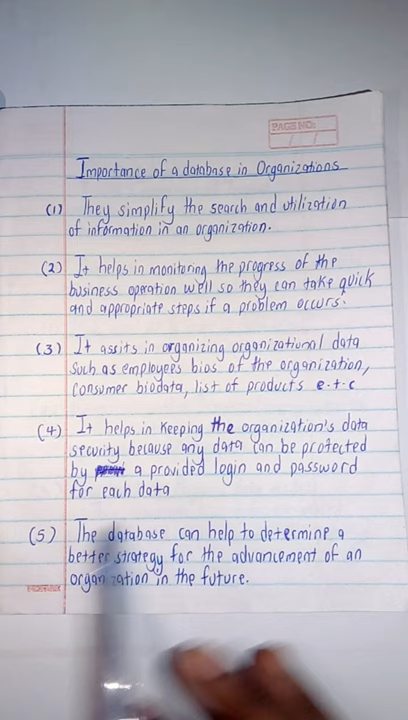 PAGE NO:
Importance of a database in Organizations
(1) They simplify the search and utilization
of information in an organization.
(2) It helps in monitoring the progress of the
business operation well so they can take quick
and appropriate steps if a problem occurs.
(3) It assits in organizing organizational data
such as employees bios of the organization,
consumer biodata, list of products e.t.c
(4) It helps in keeping the organization's data
security because any data can be protected
by a provided login and password
for each data
(5) The database can help to determine a
better strategy for the advancement of an
organization in the future.